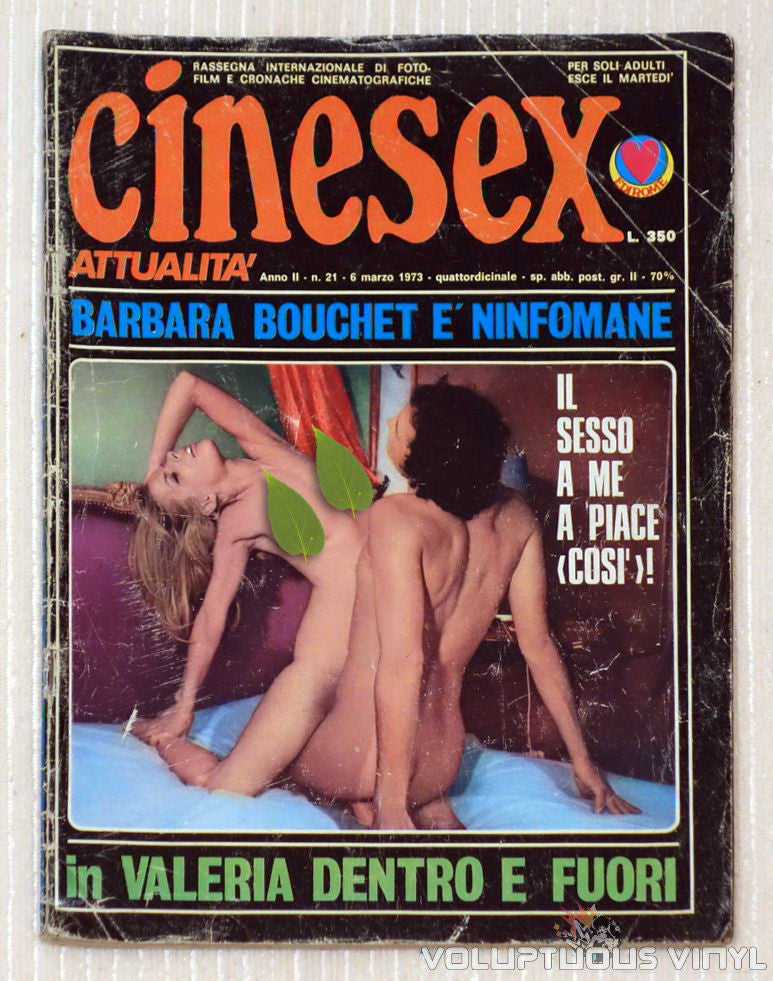 RASSEGNA INTERNAZIONALE DI FOTO-
FILM E CRONACHE CINEMATOGRAFICHE
PER SOLI ADULTI
ESCE IL MARTEDI'
cinesex
EDIROME
L. 350
ATTUALITA'
Anno II - n. 21 - 6 marzo 1973 - quattordicinale - sp. abb. post. gr. II - 70%
BARBARA BOUCHET E' NINFOMANE
IL
SESSO
A ME
A PIACE
‹COSI'›!
in VALERIA DENTRO E FUORI
VOLUPTUOUS VINYL